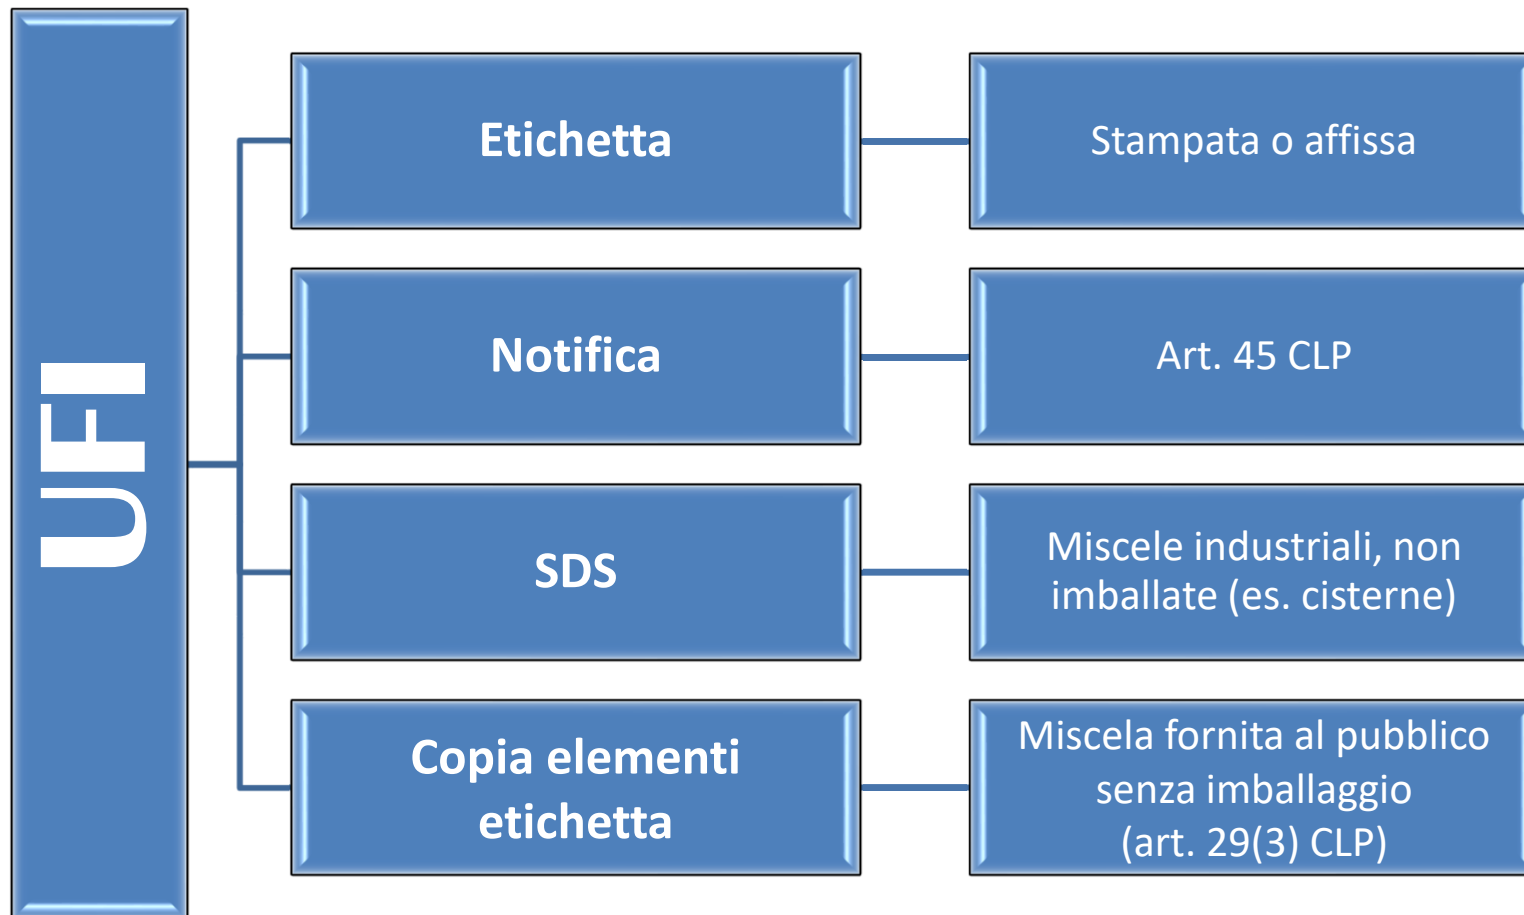 UFI
Etichetta
Stampata o affissa
Notifica
Art. 45 CLP
SDS
Miscele industriali, non
imballate (es. cisterne)
Copia elementi
etichetta
Miscela fornita al pubblico
senza imballaggio
(art. 29(3) CLP)